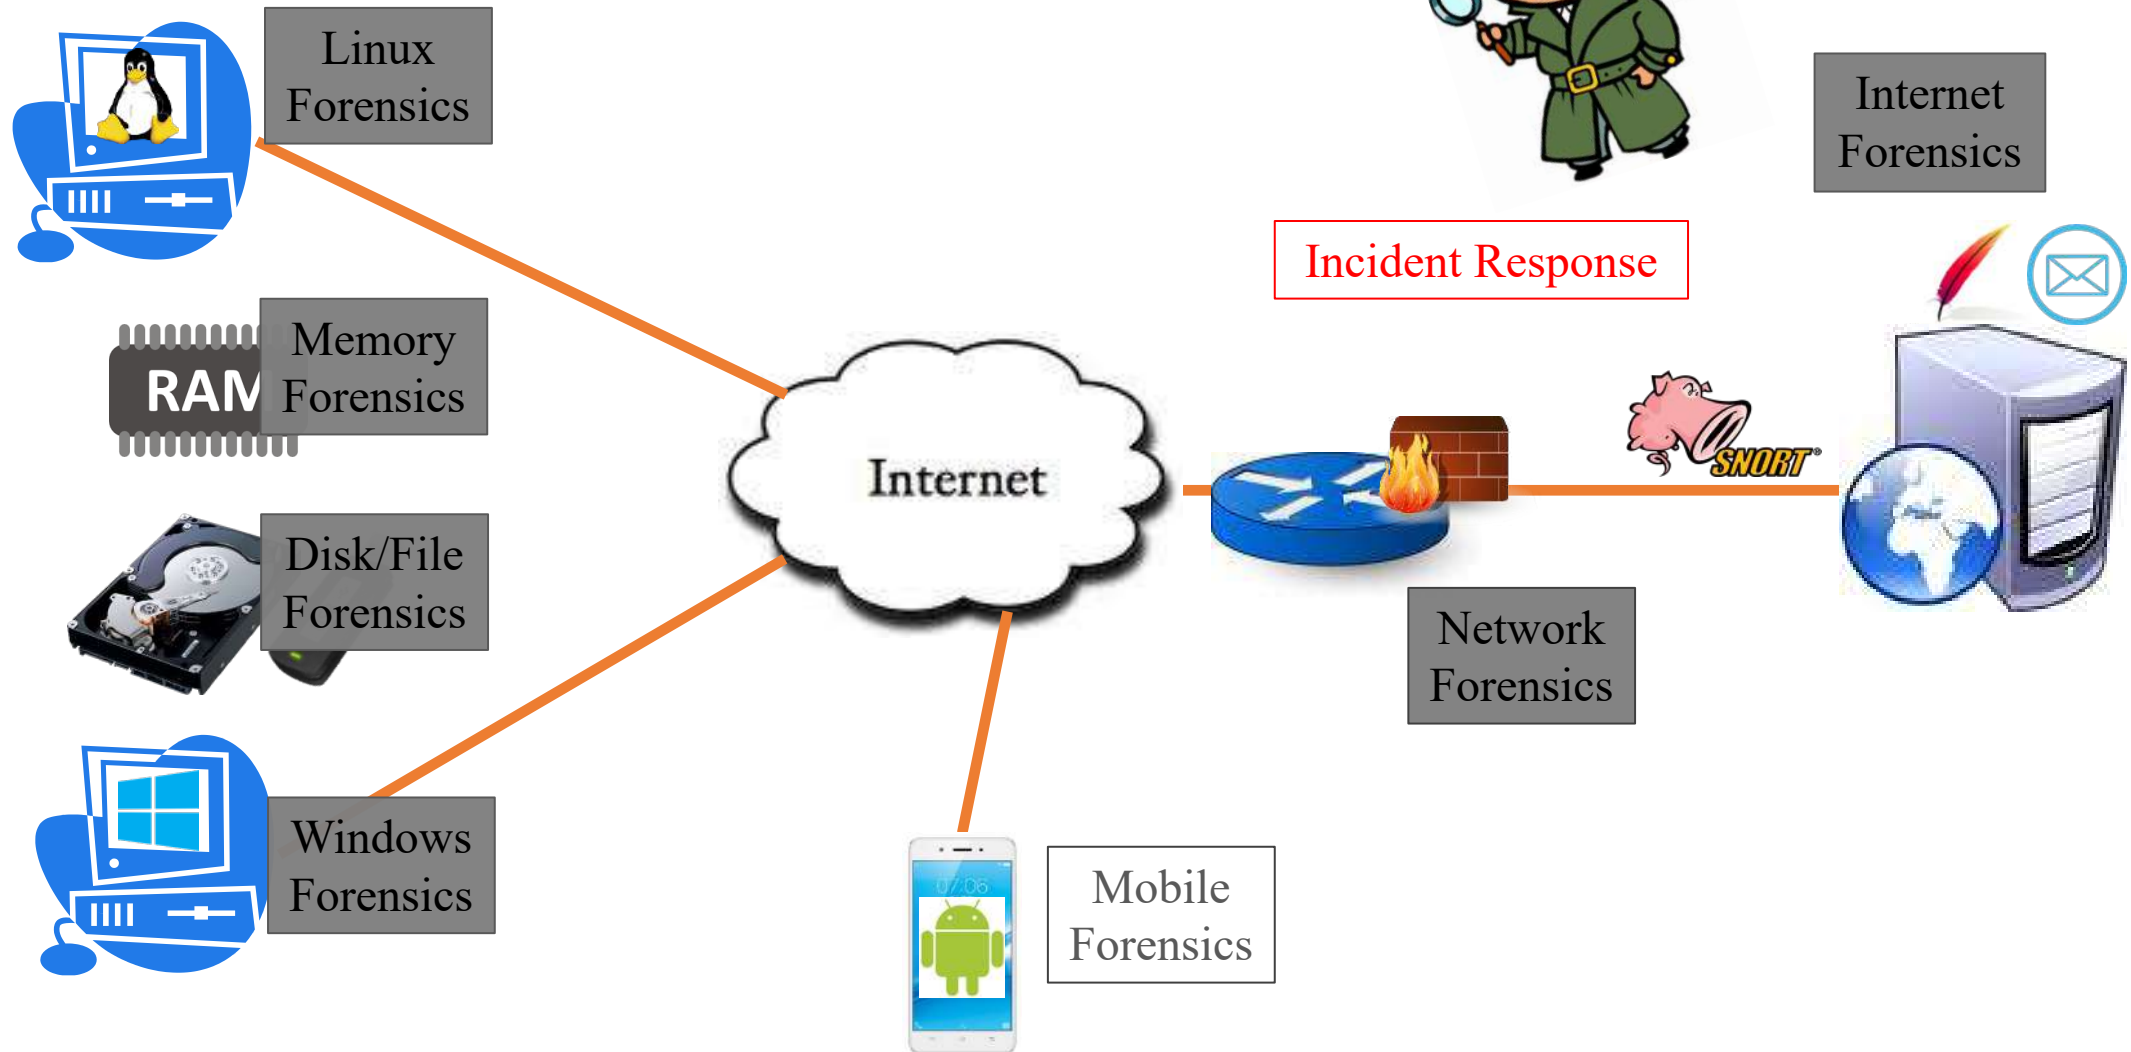 Linux
Forensics
Internet
Forensics
Incident Response
RAM
Memory
Forensics
Internet
SNORT®
Disk/File
Forensics
Network
Forensics
Windows
Forensics
07:06
Mobile
Forensics